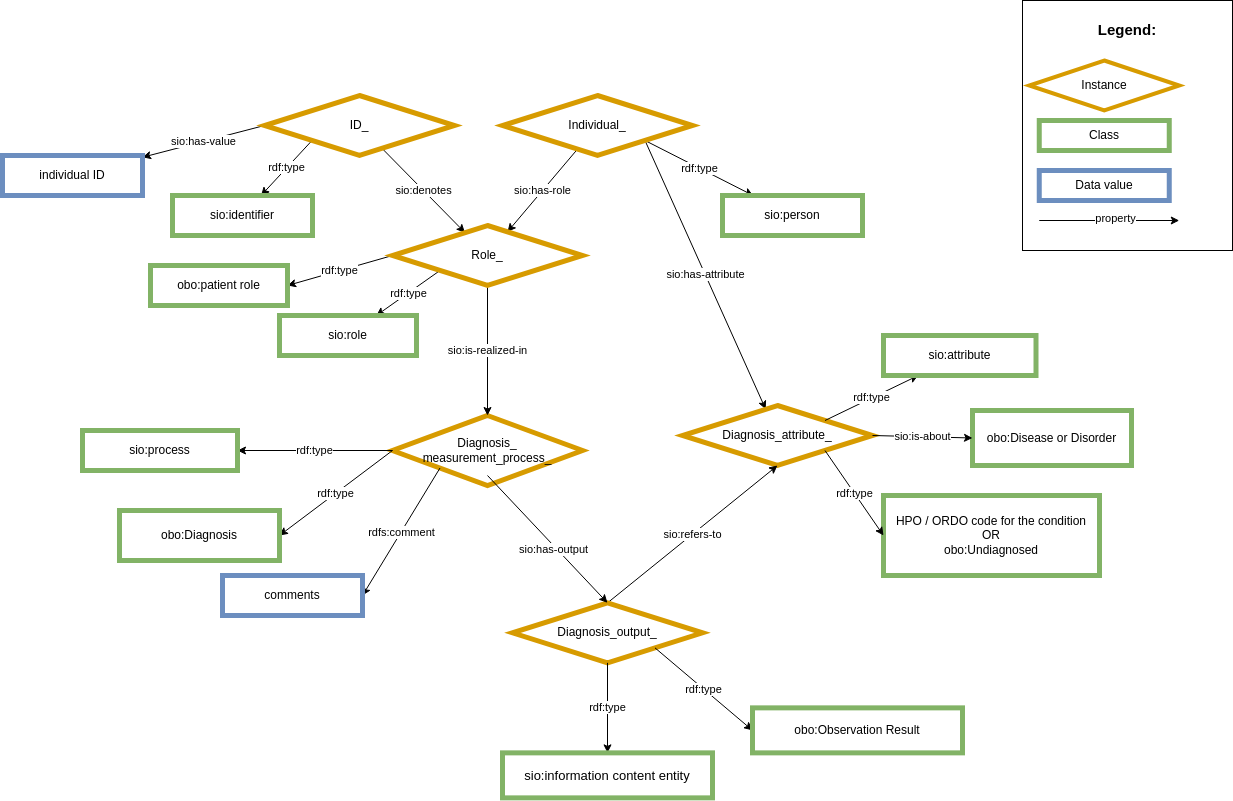 Legend:
Instance
Class
Data value
property
ID_
Individual_
sio:has-value
rdf:type
individual ID
sio:identifier
sio:denotes
sio:has-role
rdf:type
sio:person
Role_
rdf:type
obo:patient role
rdf:type
sio:role
sio:has-attribute
sio:is-realized-in
sio:attribute
rdf:type
Diagnosis_attribute_
sio:is-about
obo:Disease or Disorder
sio:process
rdf:type
Diagnosis_
measurement_process_
rdf:type
rdf:type
HPO / ORDO code for the condition
OR
obo:Undiagnosed
obo:Diagnosis
rdfs:comment
sio:has-output
sio:refers-to
comments
Diagnosis_output_
rdf:type
rdf:type
obo:Observation Result
sio:information content entity